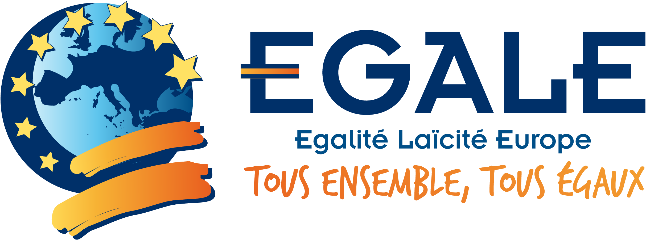 EGALE
Egalité Laïcité Europe
TOUS ENSEMBLE, TOUS ÉGAUX